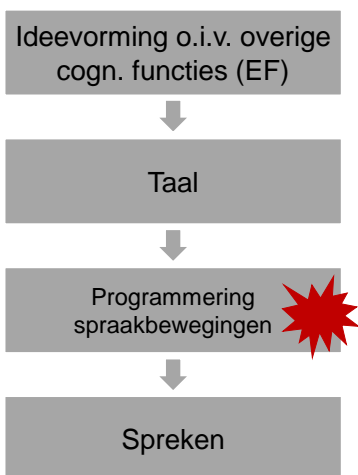 Ideevorming o.i.v. overige
cogn. functies (EF)
Taal
Programmering
spraakbewegingen
Spreken